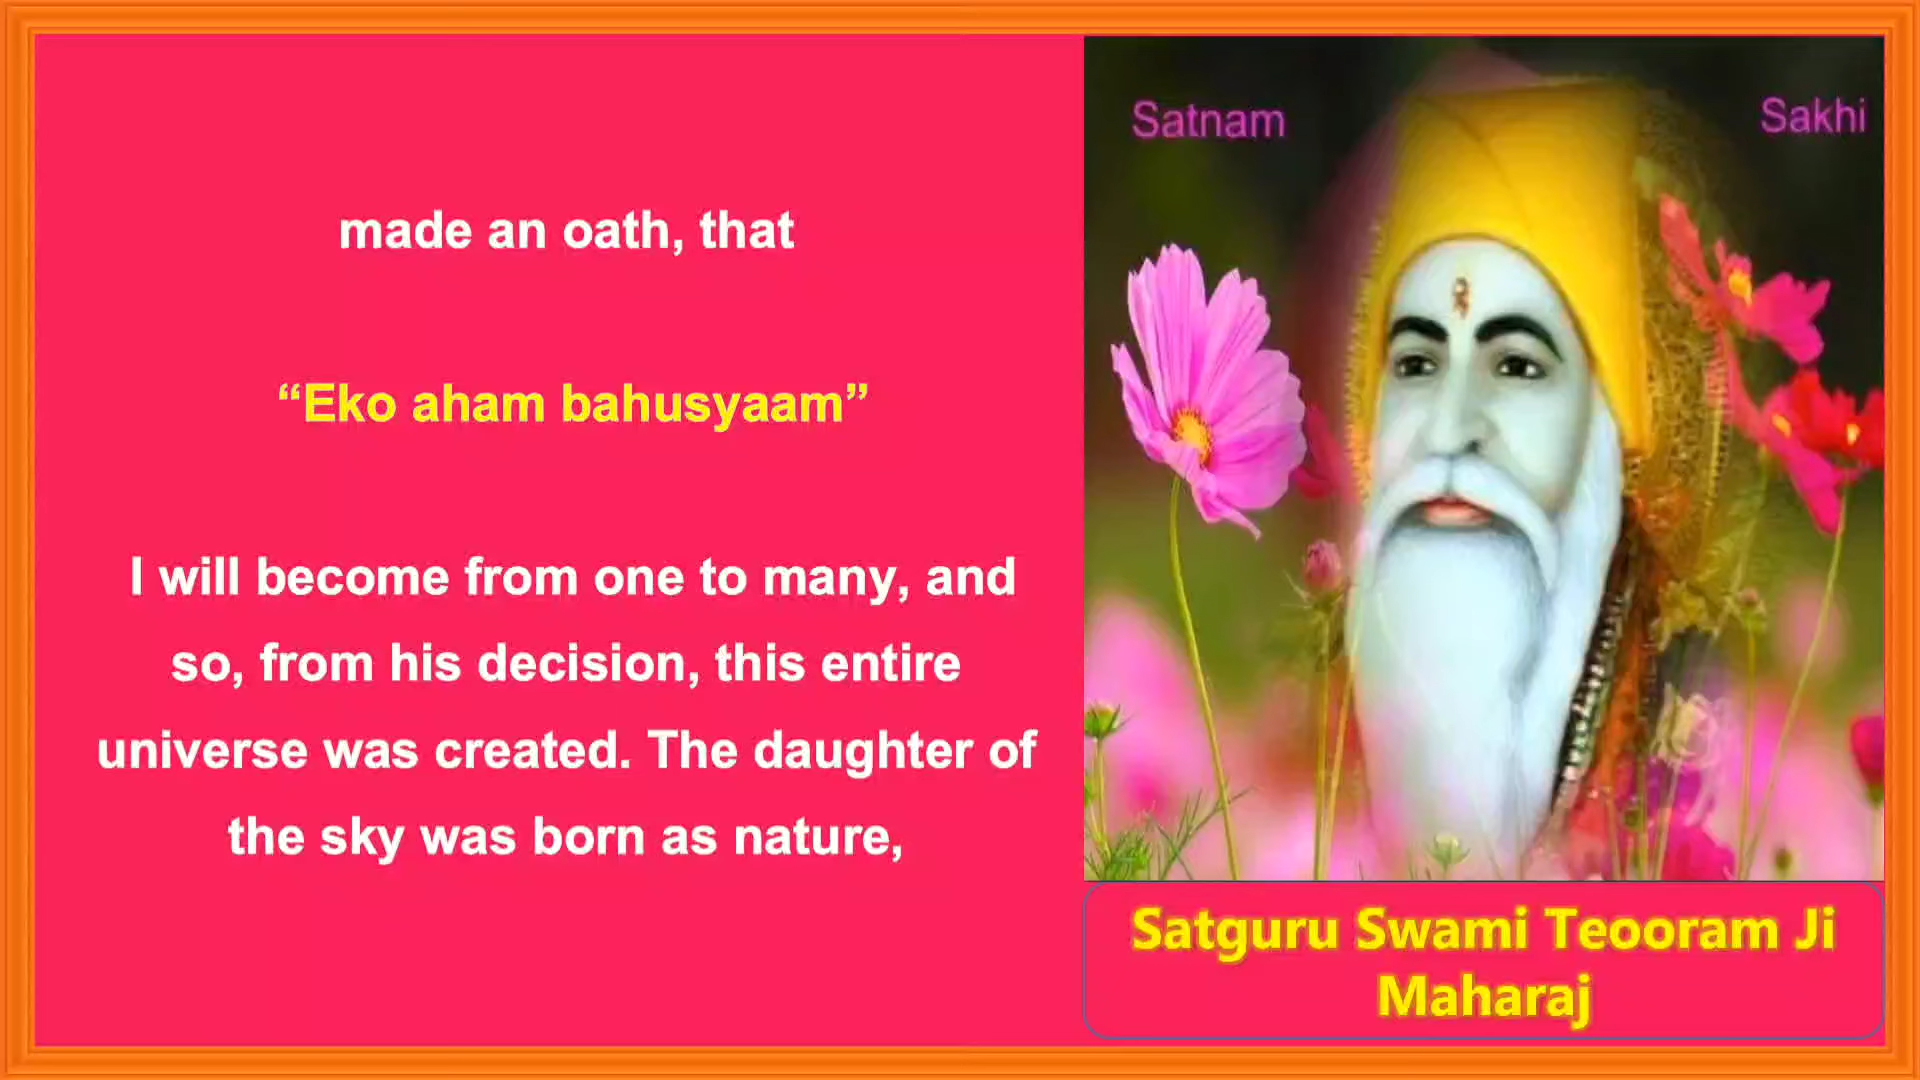 made an oath, that
“Eko aham bahusyaam”
I will become from one to many, and
so, from his decision, this entire
universe was created. The daughter of
the sky was born as nature,
Satnam
Sakhi
Satguru Swami Teooram Ji
Maharaj